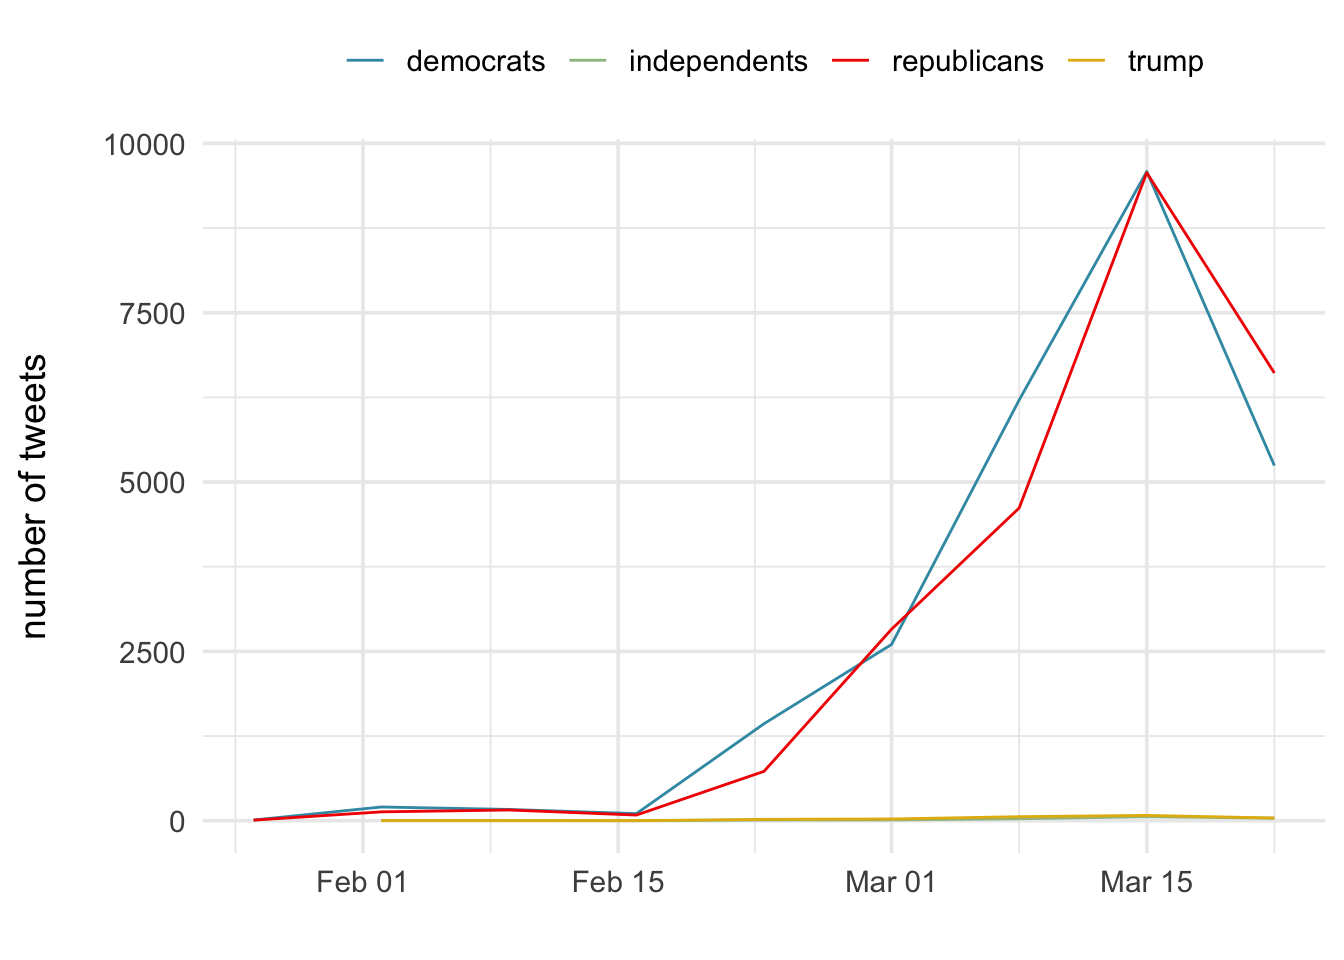 democrats independents republicans trump
10000
7500
5000
2500
0
number of tweets
Feb 01 Feb 15 Mar 01 Mar 15